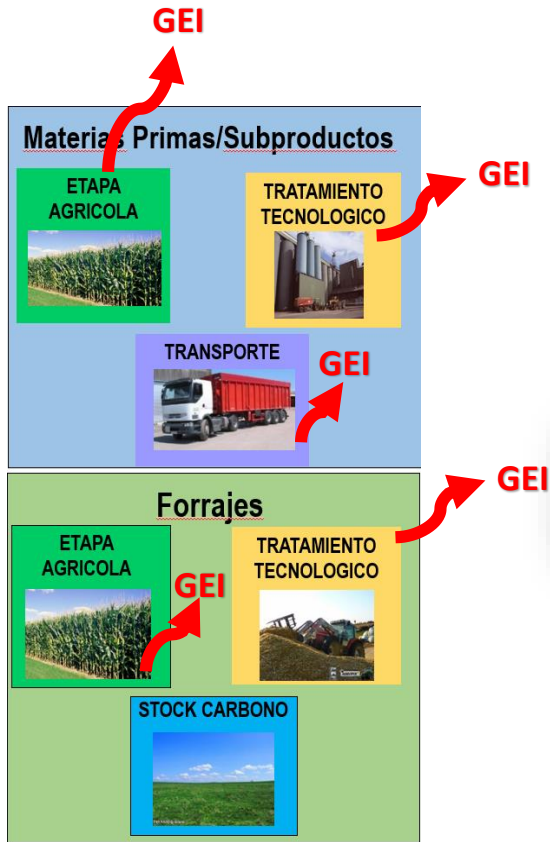 GEI
Materias Primas/Subproductos
ETAPA
AGRICOLA
TRATAMIENTO
TECNOLOGICO
GEI
TRANSPORTE
GEI
Forrajes
GEI
ETAPA
AGRICOLA
GEI
TRATAMIENTO
TECNOLOGICO
STOCK CARBONO